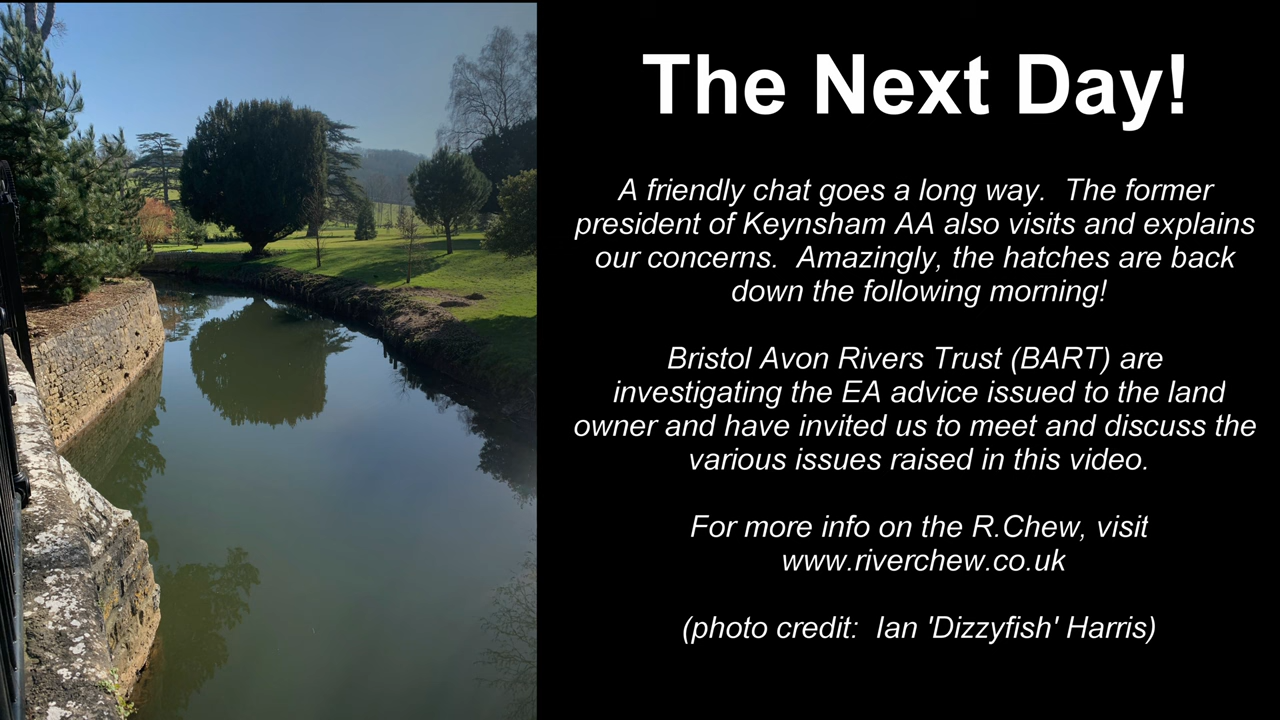 The Next Day!
A friendly chat goes a long way.  The former
president of Keynsham AA also visits and explains
our concerns.  Amazingly, the hatches are back
down the following morning!
Bristol Avon Rivers Trust (BART) are
investigating the EA advice issued to the land
owner and have invited us to meet and discuss the
various issues raised in this video.
For more info on the R.Chew, visit
www.riverchew.co.uk
(photo credit:  Ian 'Dizzyfish' Harris)